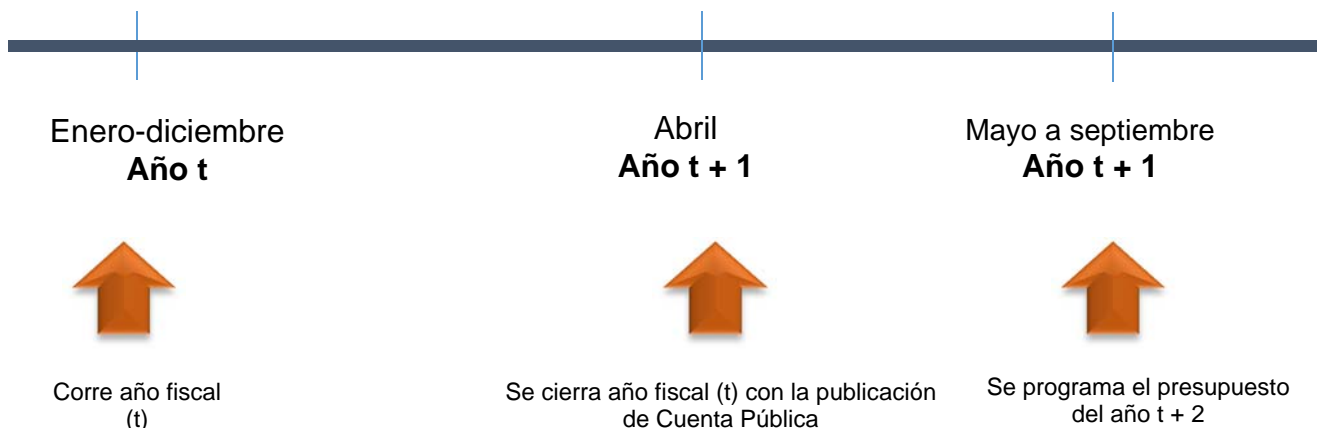 Enero-diciembre
Año t
Abril
Año t + 1
Mayo a septiembre
Año t + 1
Corre año fiscal
(t)
Se cierra año fiscal (t) con la publicación
de Cuenta Pública
Se programa el presupuesto
del año t + 2